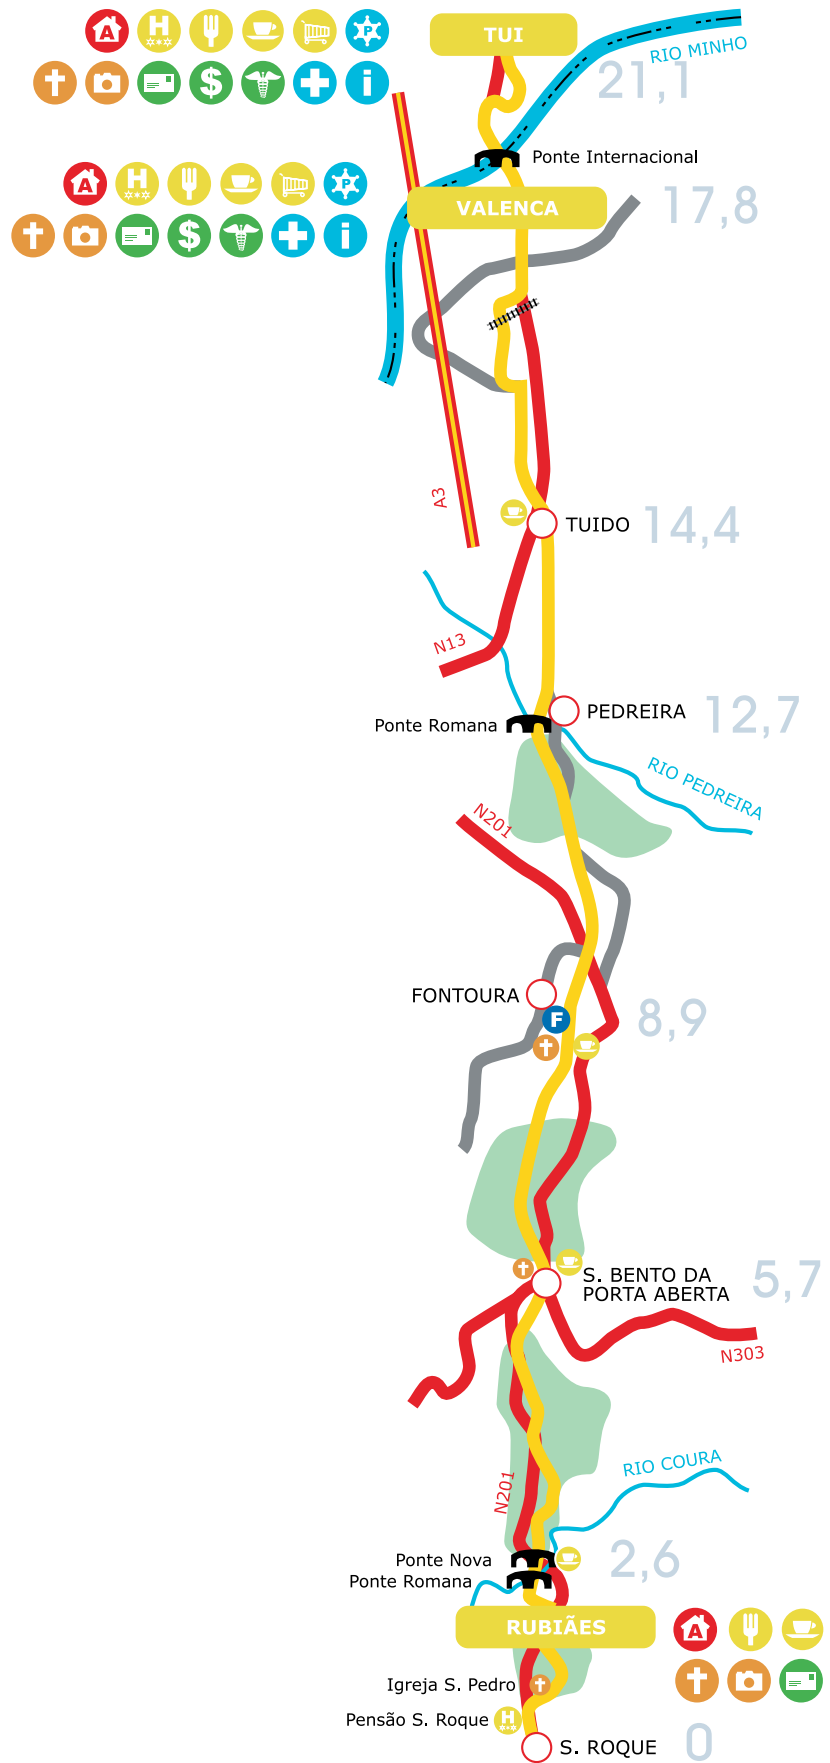 A
H
P
$
i
TUI
RIO MINHO
21,1
Ponte Internacional
A
H
P
$
i
VALENCA
17,8
A3
TUIDO
14,4
N13
PEDREIRA
12,7
Ponte Romana
RIO PEDREIRA
N201
FONTOURA
8,9
F
S. BENTO DA
PORTA ABERTA
5,7
N303
RIO COURA
N201
Ponte Nova
2,6
Ponte Romana
RUBIÃES
A
Igreja S. Pedro
Pensão S. Roque
H
S. ROQUE
0